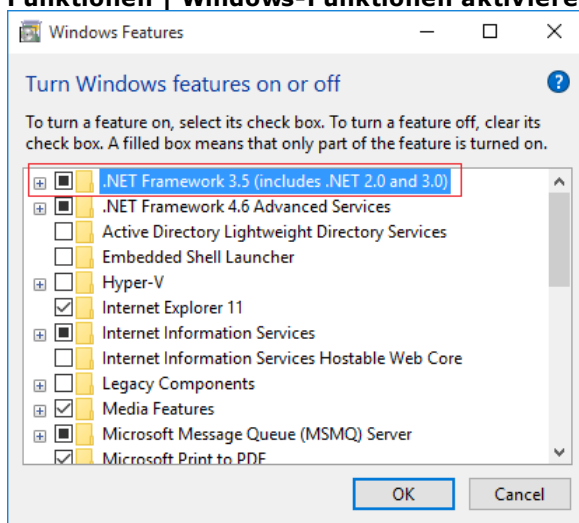 Funktionen | Windows-Funktionen aktiviere
Windows Features
Turn Windows features on or off
To turn a feature on, select its check box. To turn a feature off, clear its
check box. A filled box means that only part of the feature is turned on.
.NET Framework 3.5 (includes .NET 2.0 and 3.0)
.NET Framework 4.6 Advanced Services
Active Directory Lightweight Directory Services
Embedded Shell Launcher
Hyper-V
Internet Explorer 11
Internet Information Services
Internet Information Services Hostable Web Core
Legacy Components
Media Features
Microsoft Message Queue (MSMQ) Server
Microsoft Print to PDF
OK Cancel